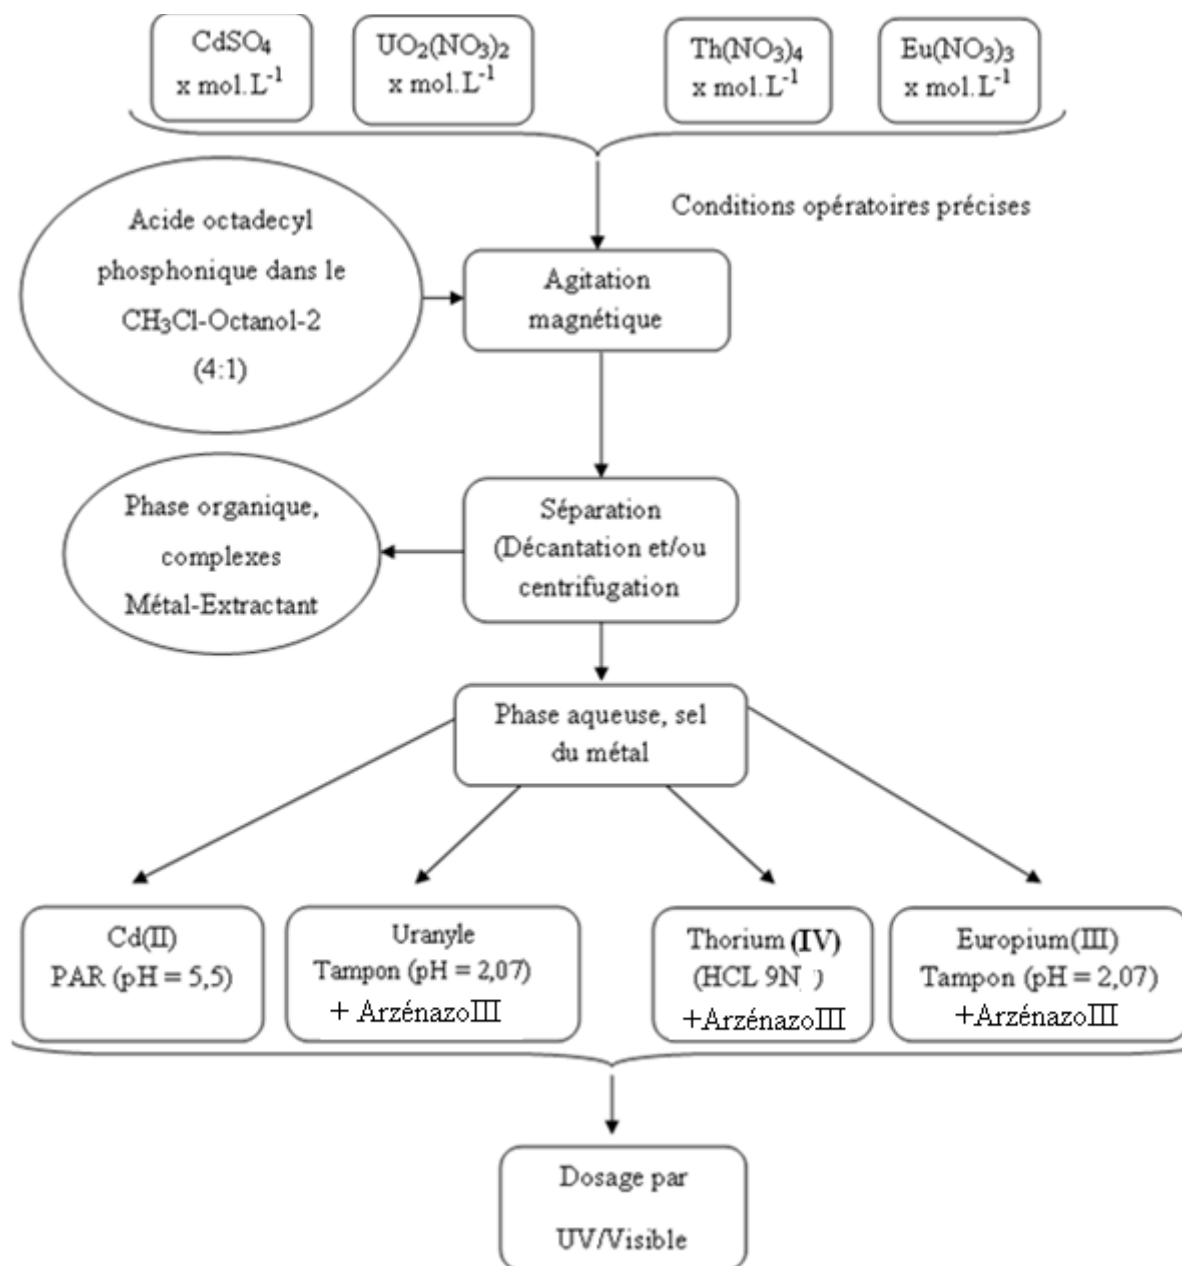 CdSO4
x mol.L-1
UO2(NO3)2
x mol.L-1
Th(NO3)4
x mol.L-1
Eu(NO3)3
x mol.L-1
Conditions opératoires précises
Acide octadecyl
phosphonique dans le
CH3Cl-Octanol-2
(4:1)
Agitation
magnétique
Phase organique,
complexes
Métal-Extractant
Séparation
(Décantation et/ou
centrifugation
Phase aqueuse, sel
du métal
Cd(II)
PAR (pH = 5,5)
Uranyle
Tampon (pH = 2,07)
+ ArzénazoIII
Thorium (IV)
(HCL 9N )
+ArzénazoIII
Europium(III)
Tampon (pH = 2,07)
+ArzénazoIII
Dosage par
UV/Visible